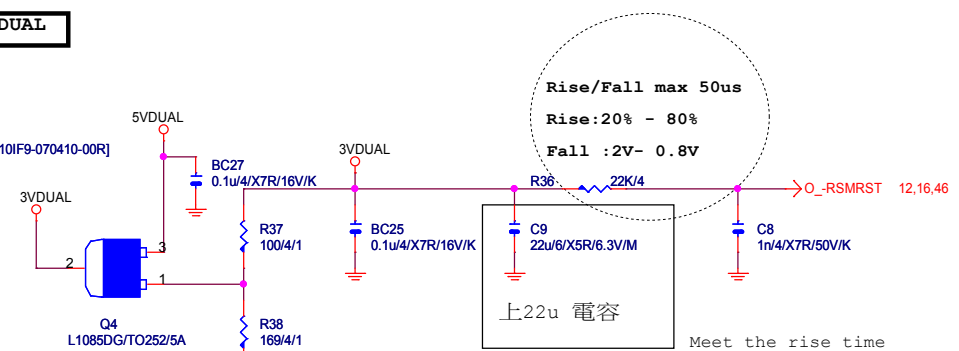 DUAL
Rise/Fall max 50us
Rise:20% - 80%
Fall :2V- 0.8V
5VDUAL
10IF9-070410-00R]
BC27
0.1u/4/X7R/16V/K
3VDUAL
R36
22K/4
O_-RSMRST 12,16,46
3VDUAL
R37
100/4/1
BC25
0.1u/4/X7R/16V/K
C9
22u/6/X5R/6.3V/M
C8
1n/4/X7R/50V/K
3
2
1
上22u 電容
Q4
L1085DG/TO252/5A
R38
169/4/1
Meet the rise time